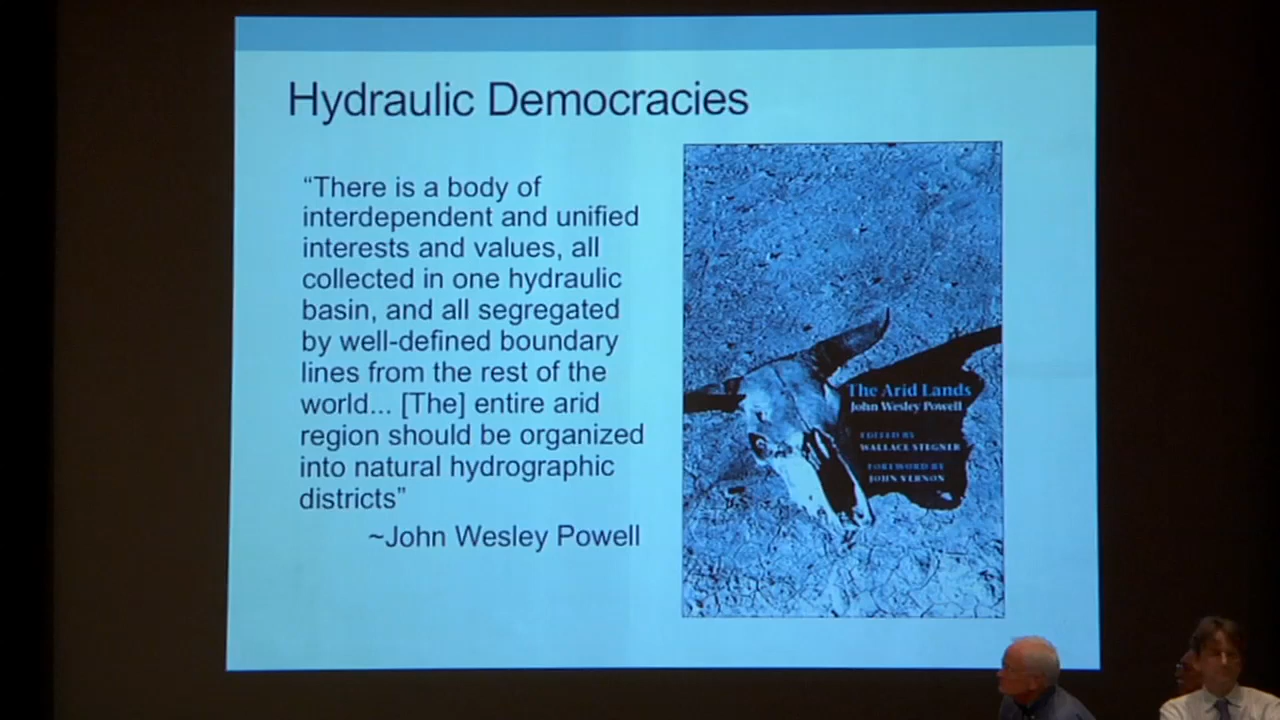 Hydraulic Democracies
“There is a body of
interdependent and unified
interests and values, all
collected in one hydraulic
basin, and all segregated
by well-defined boundary
lines from the rest of the
world... [The] entire arid
region should be organized
into natural hydrographic
districts”
~John Wesley Powell
The Arid Lands
John Wesley Powell
EDITED BY
WALLACE STEGNER
FOREWORD BY
JOHN VERNON